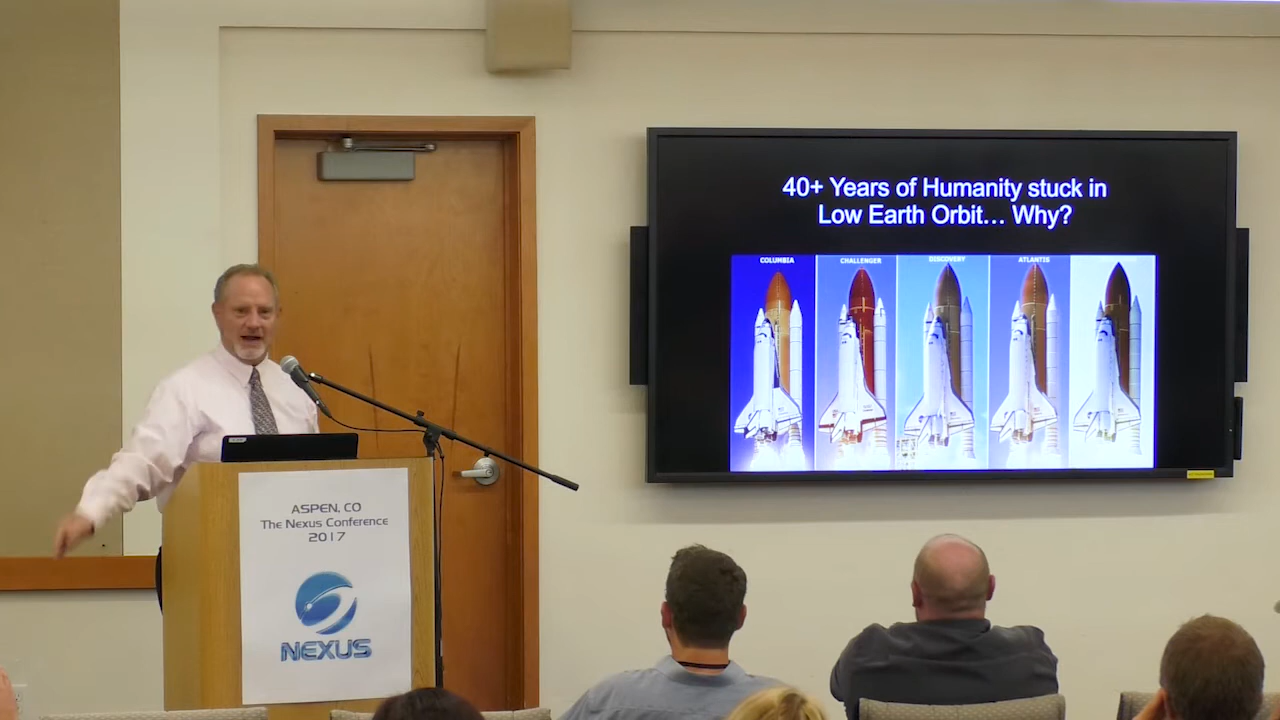 40+ Years of Humanity stuck in
Low Earth Orbit... Why?
COLUMBIA
CHALLENGER
DISCOVERY
ATLANTIS
ASPEN, CO
The Nexus Conference
2017
NEXUS